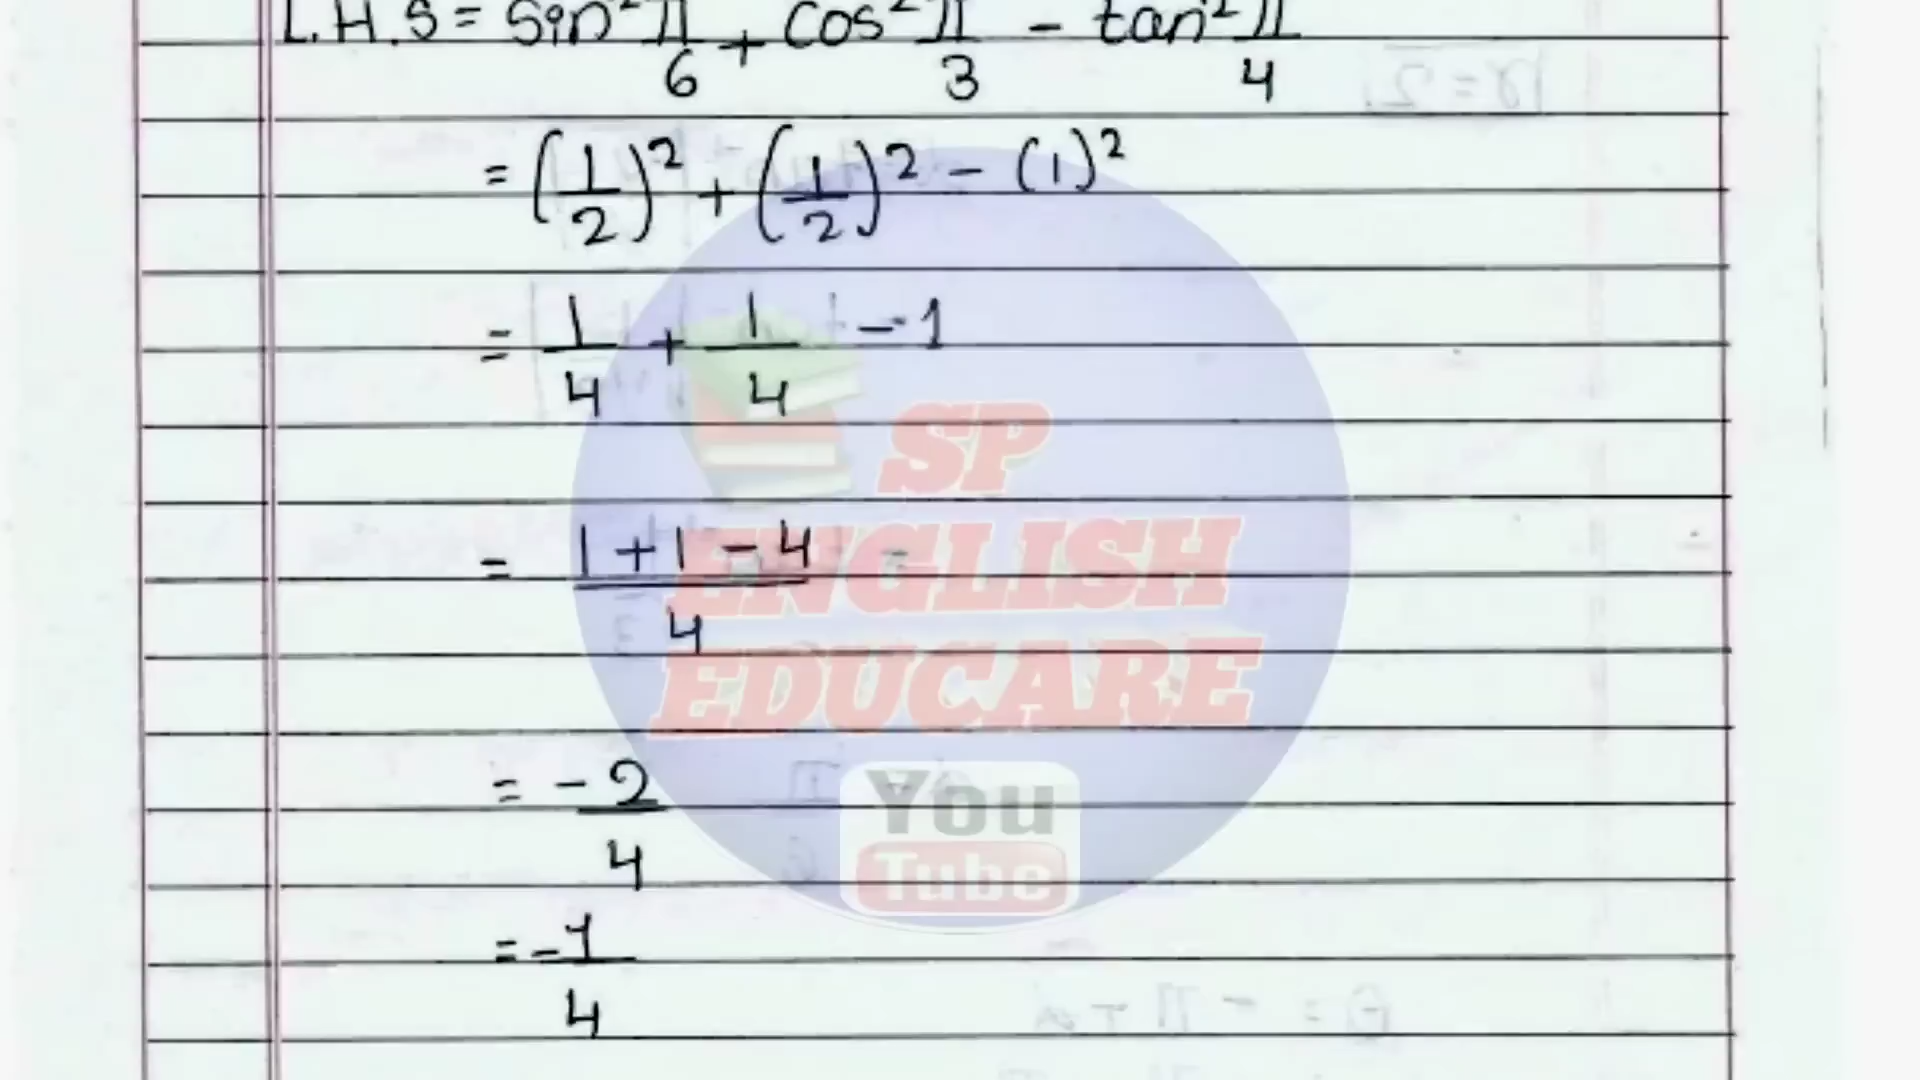 L.H.S = sin² π/6 + cos² π/3 - tan² π/4
= (1/2)² + (1/2)² - (1)²
= 1/4 + 1/4 - 1
= 1+1-4/4
= -2/4
= -1/4
SP
ENGLISH
EDUCARE
You
Tube